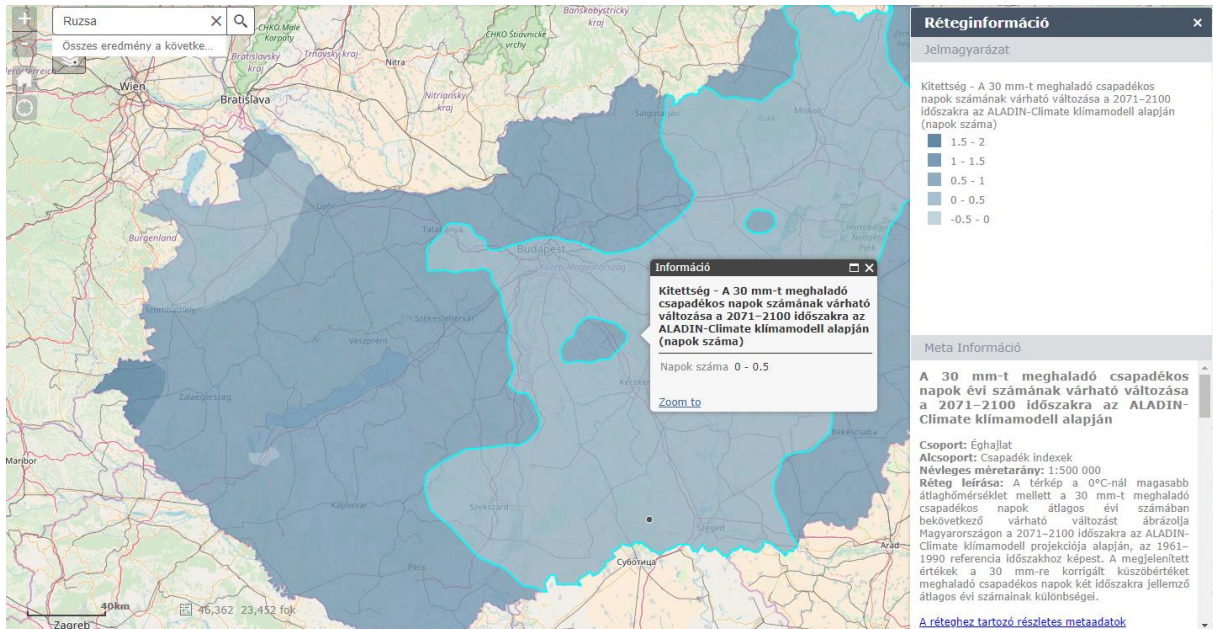 Ruzsa
Összes eredmény a követke...
CHKO Malé
Karpaty
Bratislavský
kraj
Trnavský kraj
Nitra
Nitriansky
kraj
CHKO Štiavnické
vrchy
Banskobystrický
kraj
Wien
Bratislava
Burgenland
Győr
Tatabánya
Budapest
Közép-Magyarország
Salgótarján
Bükk
Miskolc
Hortobágyi
Nemzeti
Park
Szombathely
Veszprém
Székesfehérvár
Zalaegerszeg
Kecskem
Békéscsaba
Maribor
Kaposvár
Szekszárd
Szeged
Pécs
Суботица
Arad
Zagreb
40km
46,362 23,452 fok
Információ
Kitettség - A 30 mm-t meghaladó
csapadékos napok számának várható
változása a 2071–2100 időszakra az
ALADIN-Climate klímamodell alapján
(napok száma)
Napok száma 0 - 0.5
Zoom to
Réteginformáció
Jelmagyarázat
Kitettség - A 30 mm-t meghaladó csapadékos
napok számának várható változása a 2071–2100
időszakra az ALADIN-Climate klímamodell alapján
(napok száma)
1.5 - 2
1 - 1.5
0.5 - 1
0 - 0.5
-0.5 - 0
Meta Információ
A 30 mm-t meghaladó csapadékos
napok évi számának várható változása
a 2071–2100 időszakra az ALADIN-
Climate klímamodell alapján
Csoport: Éghajlat
Alcsoport: Csapadék indexek
Névleges méretarány: 1:500 000
Réteg leírása: A térkép a 0°C-nál magasabb
átlaghőmérséklet mellett a 30 mm-t meghaladó
csapadékos napok átlagos évi számában
bekövetkező várható változást ábrázolja
Magyarországon a 2071–2100 időszakra az ALADIN-
Climate klímamodell projekciója alapján, az 1961–
1990 referencia időszakhoz képest. A megjelenített
értékek a 30 mm-re korrigált küszöbértéket
meghaladó csapadékos napok két időszakra jellemző
átlagos évi számainak különbségei.
A réteghez tartozó részletes metaadatok